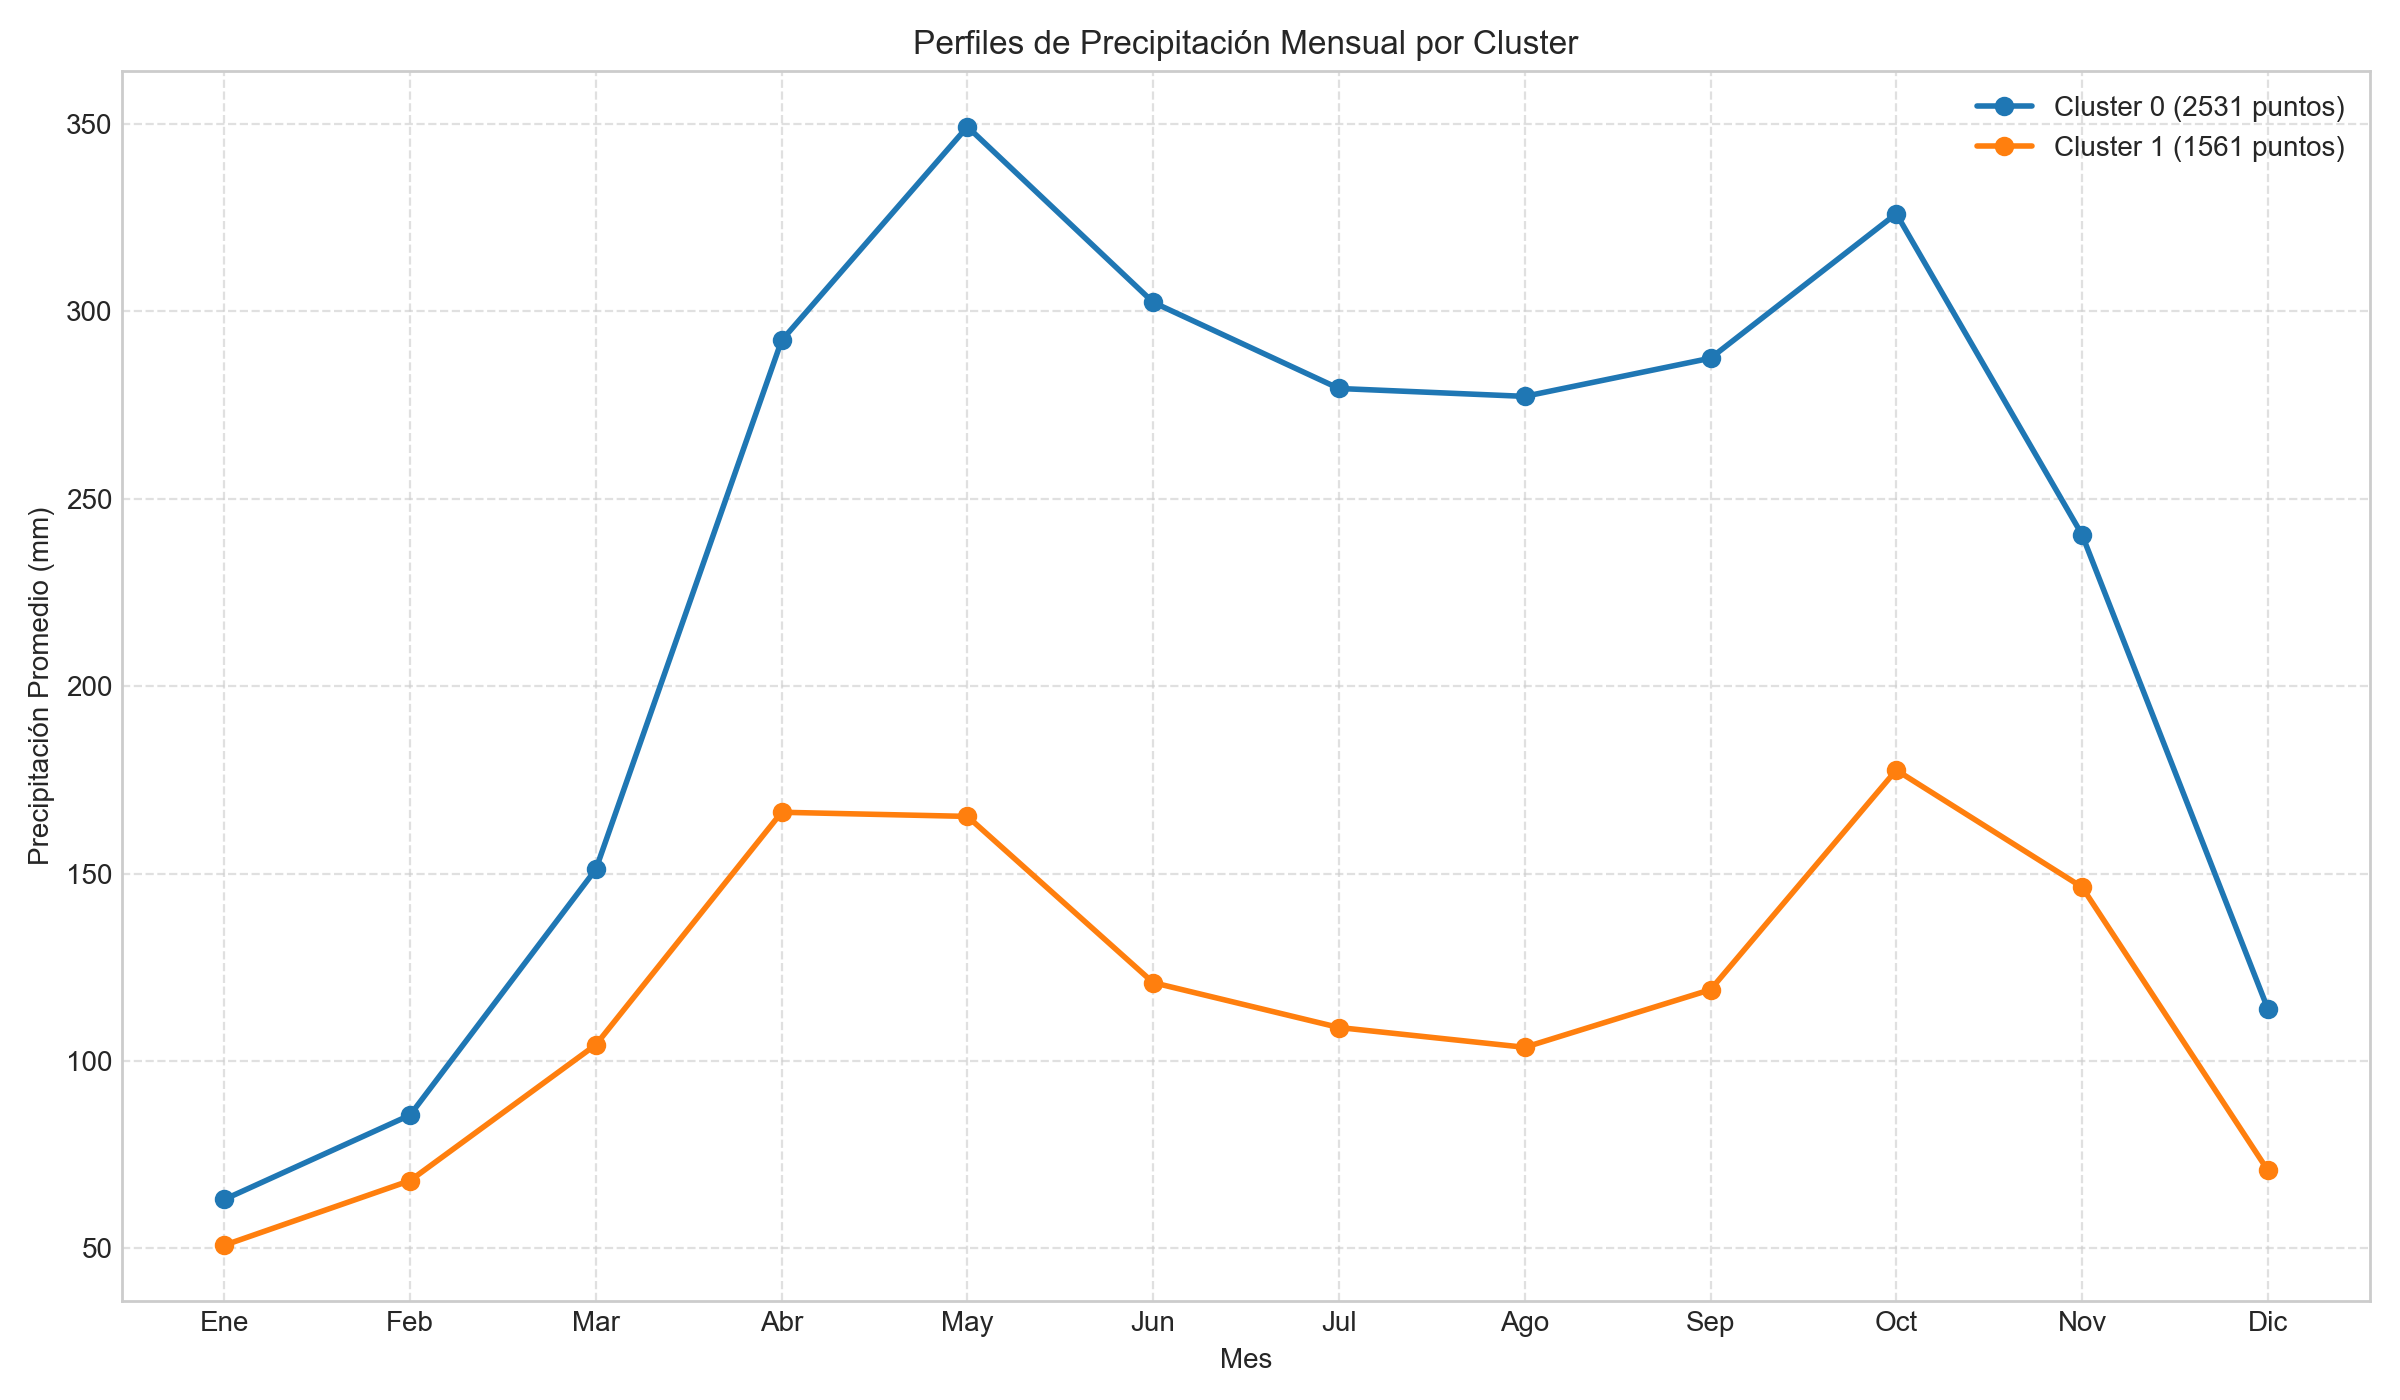 Perfiles de Precipitación Mensual por Cluster
Cluster 0 (2531 puntos)
Cluster 1 (1561 puntos)
Precipitación Promedio (mm)
350
300
250
200
150
100
50
Ene Feb Mar Abr May Jun Jul Ago Sep Oct Nov Dic
Mes